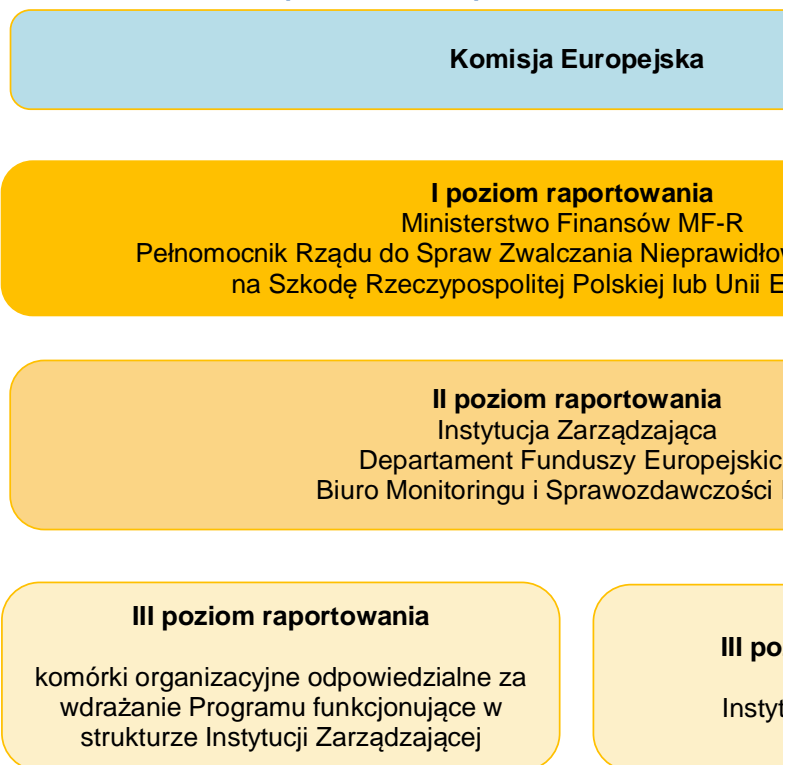 Komisja Europejska
I poziom raportowania
Ministerstwo Finansów MF-R
Pełnomocnik Rządu do Spraw Zwalczania
na Szkodę Rzeczypospolitej Polskiej lub Unii
II poziom raportowania
Instytucja Zarządzająca
Departament Funduszy
Biuro Monitoringu i Sprawozdawczości
III poziom raportowania
komórki organizacyjne odpowiedzialne za
wdrażanie Programu funkcjonujące w
strukturze Instytucji Zarządzającej
III